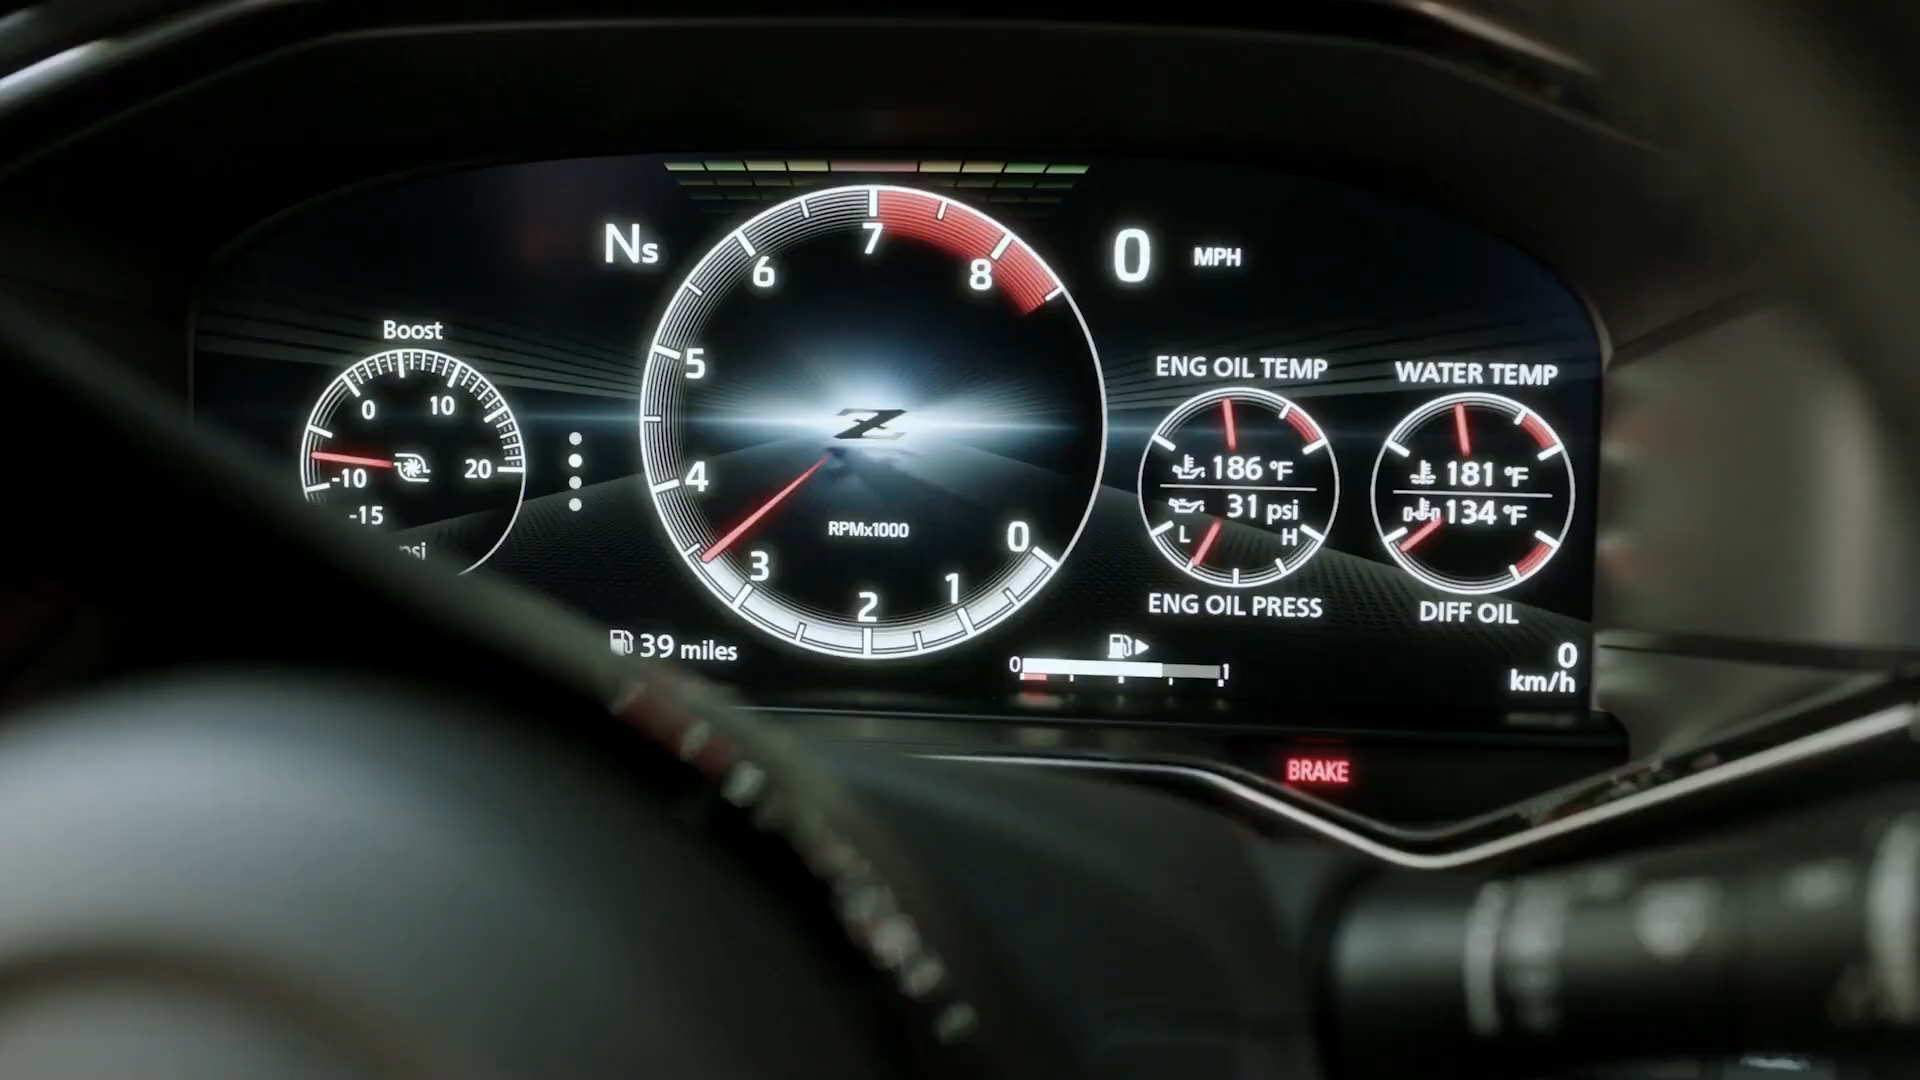 Ns
0 MPH
Boost
0
10
-10
20
-15
psi
7
6
8
5
4
3
2
1
0
Z
RPMx1000
ENG OIL TEMP
186 °F
31 psi
L H
ENG OIL PRESS
WATER TEMP
181 °F
134 °F
DIFF OIL
39 miles
0 1
0
km/h
BRAKE